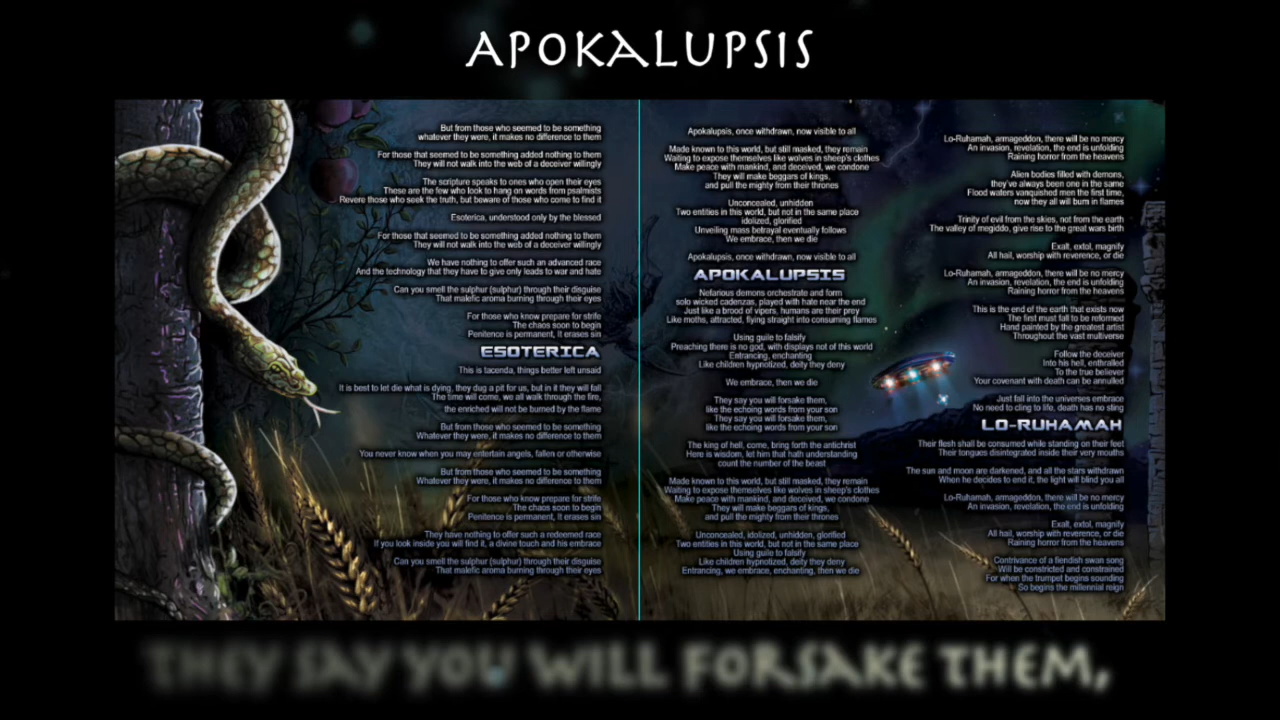 APOKALUPSIS
But from those who seemed to be something
whatever they were, it makes no difference to them
For those that seemed to be something added nothing to them
They will not walk into the web of a deceiver willingly
The scripture speaks to ones who open their eyes
These are the few who look to hang on words from psalmists
Revere those who seek the truth, but beware of those who come to find it
Esoterica, understood only by the blessed
For those that seemed to be something added nothing to them
They will not walk into the web of a deceiver willingly
We have nothing to offer such an advanced race
And the technology that they have to give only leads to war and hate
Can you smell the sulphur (sulphur) through their disguise
That malefic aroma burning through their eyes
For those who know prepare for strife
The chaos soon to begin
Penitence is permanent, it erases sin
ESOTERICA
This is tacenda, things better left unsaid
It is best to let die what is dying, they dug a pit for us, but in it they will fall
The time will come, we all walk through the fire,
the enriched will not be burned by the flame
But from those who seemed to be something
Whatever they were, it makes no difference to them
You never know when you may entertain angels, fallen or otherwise
But from those who seemed to be something
Whatever they were, it makes no difference to them
For those who know prepare for strife
The chaos soon to begin
Penitence is permanent, it erases sin
They have nothing to offer such a redeemed race
If you look inside you will find it, a divine touch and his embrace
Can you smell the sulphur (sulphur) through their disguise
That malefic aroma burning through their eyes
Apokalupsis, once withdrawn, now visible to all
Made known to this world, but still masked, they remain
Waiting to expose themselves like wolves in sheep's clothes
Make peace with mankind, and deceived, we condone
They will make beggars of kings,
and pull the mighty from their thrones
Unconcealed, unhidden
Two entities in this world, but not in the same place
idolized, glorified
Unveiling mass betrayal eventually follows
We embrace, then we die
Apokalupsis, once withdrawn, now visible to all
APOKALUPSIS
Nefarious demons orchestrate and form
solo wicked cadenzas, played with hate near the end
Just like a brood of vipers, humans are their prey
Like moths, attracted, flying straight into consuming flames
Using guile to falsify
Preaching there is no god, with displays not of this world
Entrancing, enchanting
Like children hypnotized, deity they deny
We embrace, then we die
They say you will forsake them,
like the echoing words from your son
They say you will forsake them,
like the echoing words from your son
The king of hell, come, bring forth the antichrist
Here is wisdom, let him that hath understanding
count the number of the beast
Made known to this world, but still masked, they remain
Waiting to expose themselves like wolves in sheep's clothes
Make peace with mankind, and deceived, we condone
They will make beggars of kings,
and pull the mighty from their thrones
Unconcealed, idolized, unhidden, glorified
Two entities in this world, but not in the same place
Using guile to falsify
Like children hypnotized, deity they deny
Entrancing, we embrace, enchanting, then we die
Lo-Ruhamah, armageddon, there will be no mercy
An invasion, revelation, the end is unfolding
Raining horror from the heavens
Alien bodies filled with demons,
they've always been one in the same
Flood waters vanquished men the first time,
now they all will burn in flames
Trinity of evil from the skies, not from the earth
The valley of megiddo, give rise to the great wars birth
Exalt, extol, magnify
All hail, worship with reverence, or die
Lo-Ruhamah, armageddon, there will be no mercy
An invasion, revelation, the end is unfolding
Raining horror from the heavens
This is the end of the earth that exists now
The first must fall to be reformed
Hand painted by the greatest artist
Throughout the vast multiverse
Follow the deceiver
Into his hell, enthralled
To the true believer
Your covenant with death can be annulled
Just fall into the universes embrace
No need to cling to life, death has no sting
LO-RUHAMAH
Their flesh shall be consumed while standing on their feet
Their tongues disintegrated inside their very mouths
The sun and moon are darkened, and all the stars withdrawn
When he decides to end it, the light will blind you all
Lo-Ruhamah, armageddon, there will be no mercy
An invasion, revelation, the end is unfolding
Exalt, extol, magnify
All hail, worship with reverence, or die
Raining horror from the heavens
Contrivance of a fiendish swan song
Will be constricted and constrained
For when the trumpet begins sounding
So begins the millennial reign
THEY SAY YOU WILL FORSAKE THEM,